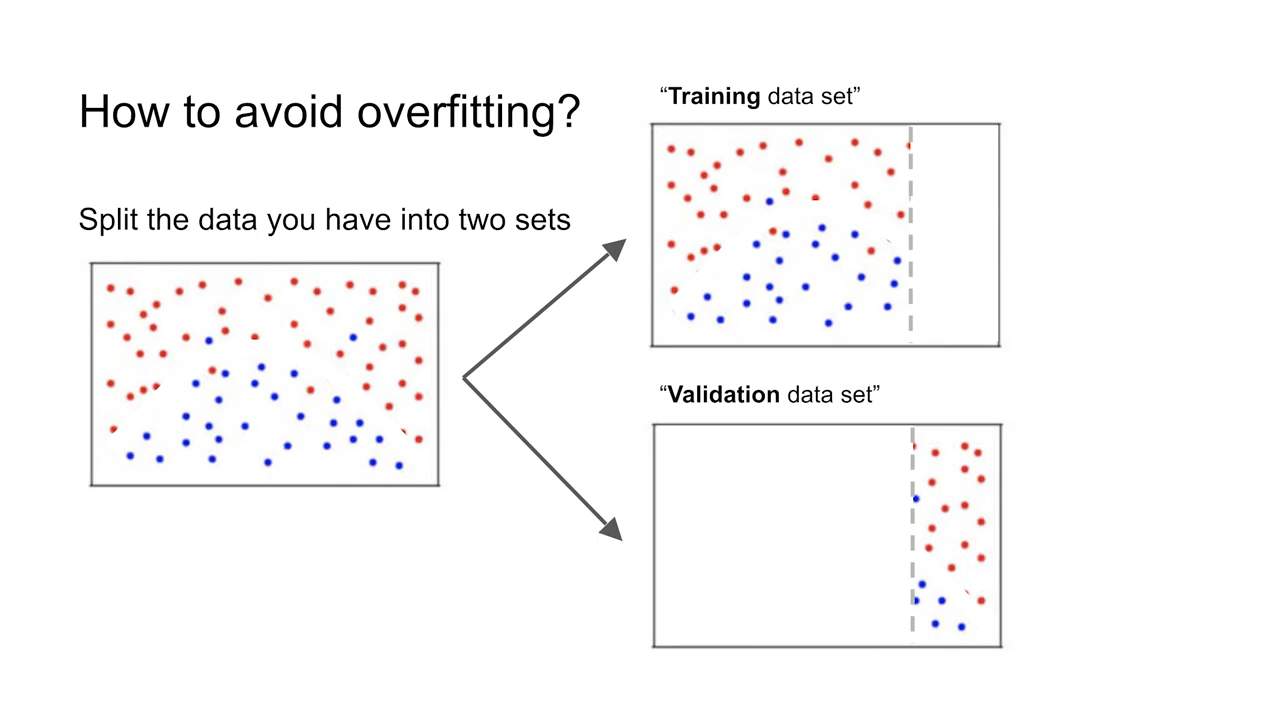 How to avoid overfitting?
Split the data you have into two sets
“Training data set”
“Validation data set”